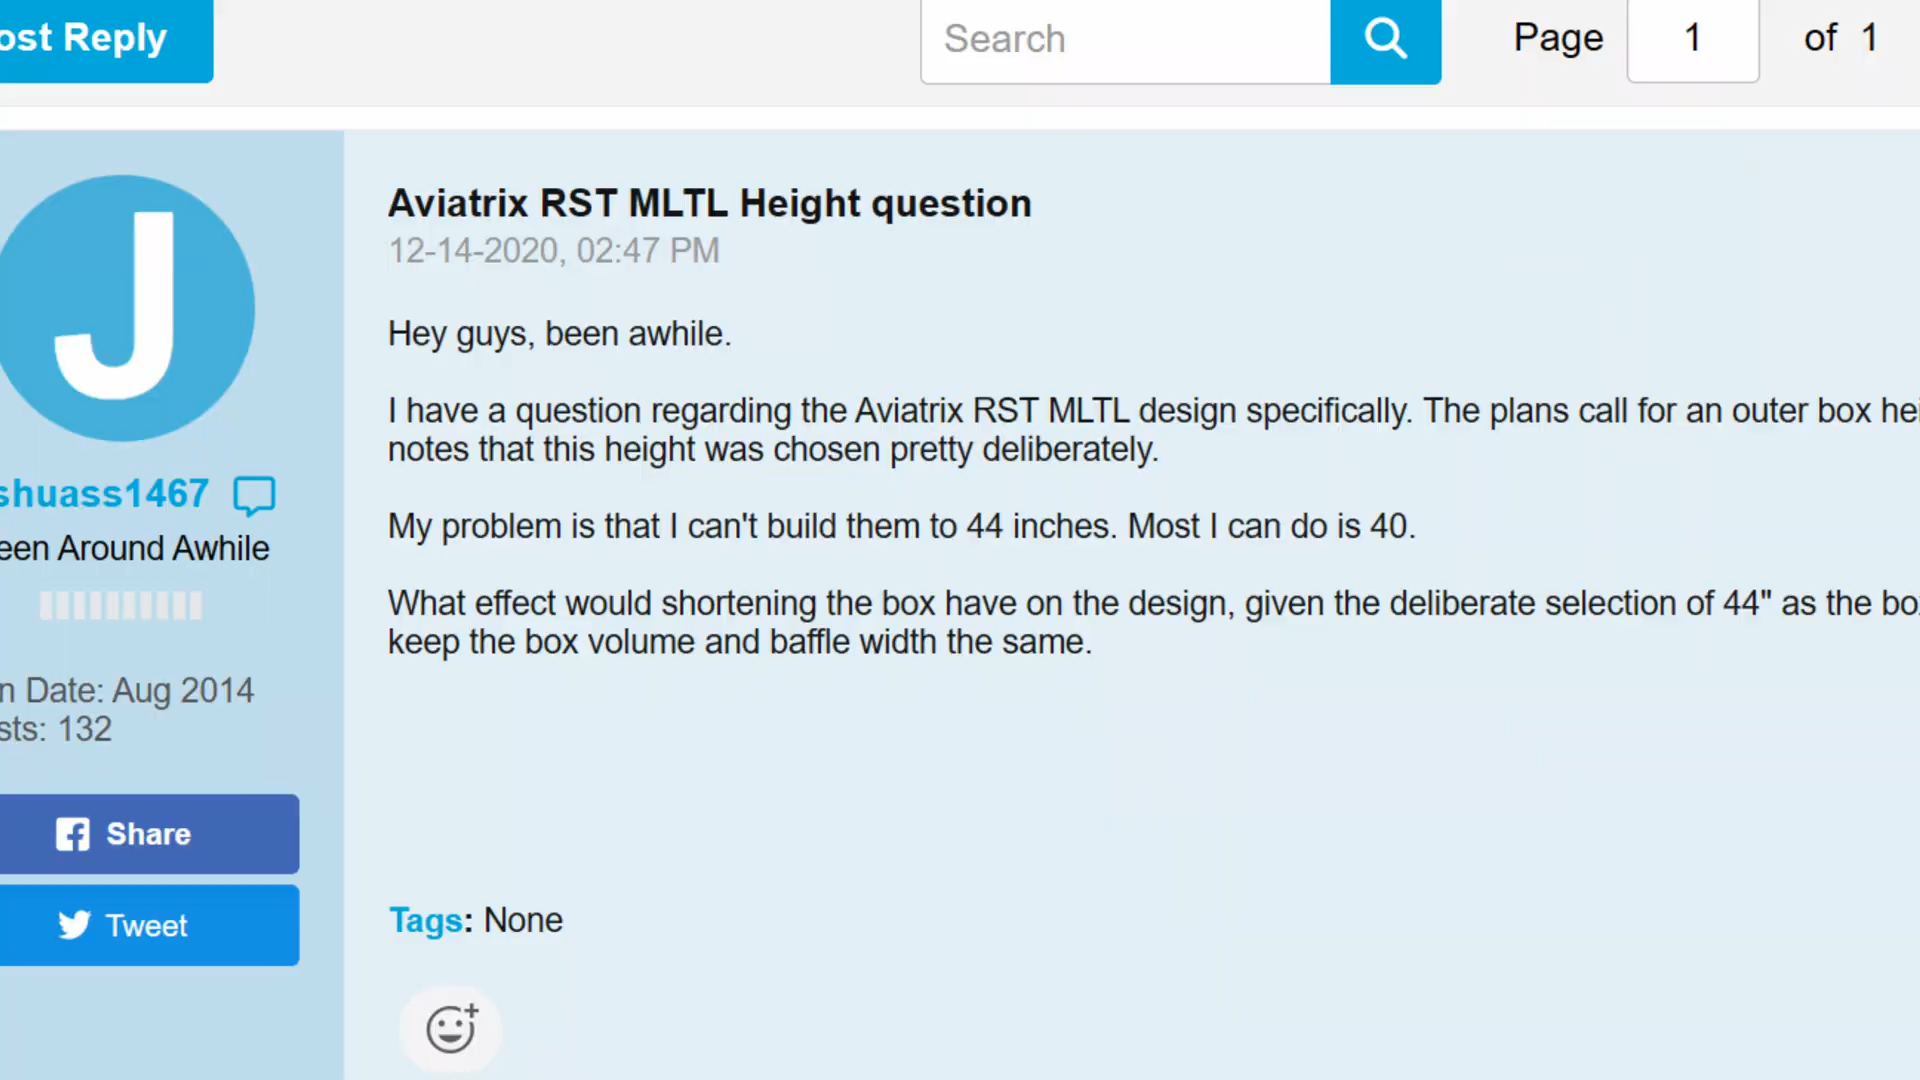 ost Reply
Search
Page 1 of 1
Aviatrix RST MLTL Height question
12-14-2020, 02:47 PM
Hey guys, been awhile.
I have a question regarding the Aviatrix RST MLTL design specifically. The plans call for an outer box hei
notes that this height was chosen pretty deliberately.
My problem is that I can't build them to 44 inches. Most I can do is 40.
What effect would shortening the box have on the design, given the deliberate selection of 44" as the bo
keep the box volume and baffle width the same.
Tags: None
J
shuass1467
een Around Awhile
n Date: Aug 2014
sts: 132
Share
Tweet